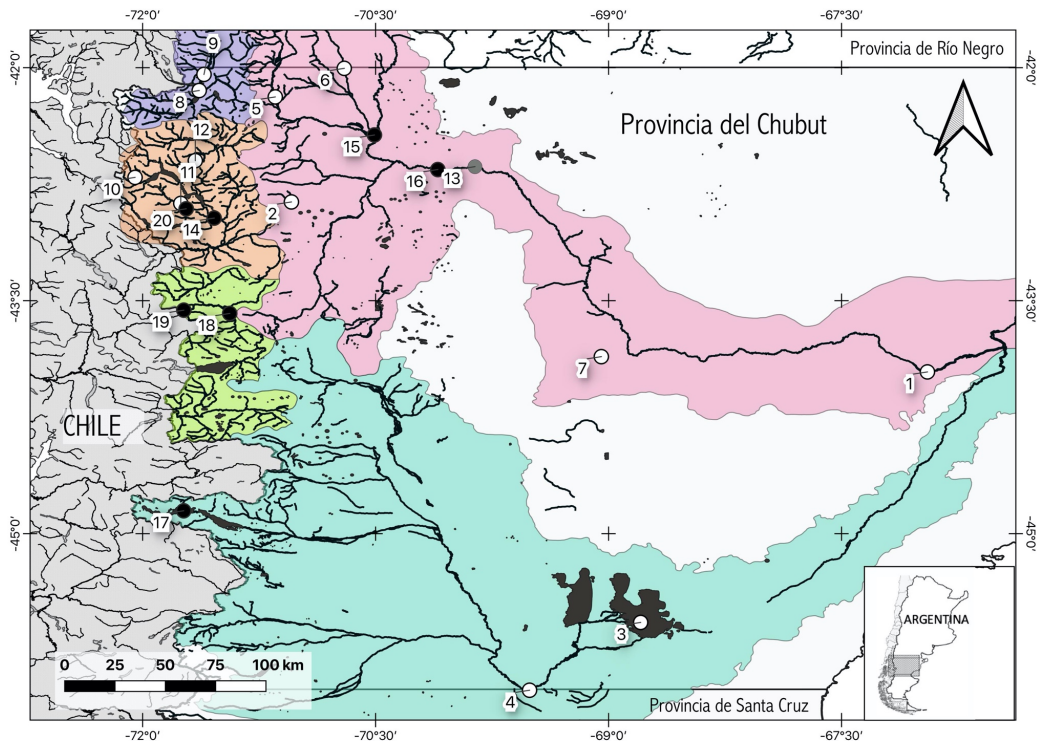 -72°0' -70°30' -69°0' -67°30'
Provincia de Río Negro
-42°0' -42°0'
9
6
8
5
Provincia del Chubut
12
15
11
10
16 13
2
20
14
-43°30' -43°30'
19 18
7
1
CHILE
17
-45°0' -45°0'
ARGENTINA
3
0 25 50 75 100 km
4
Provincia de Santa Cruz
-72°0' -70°30' -69°0' -67°30'